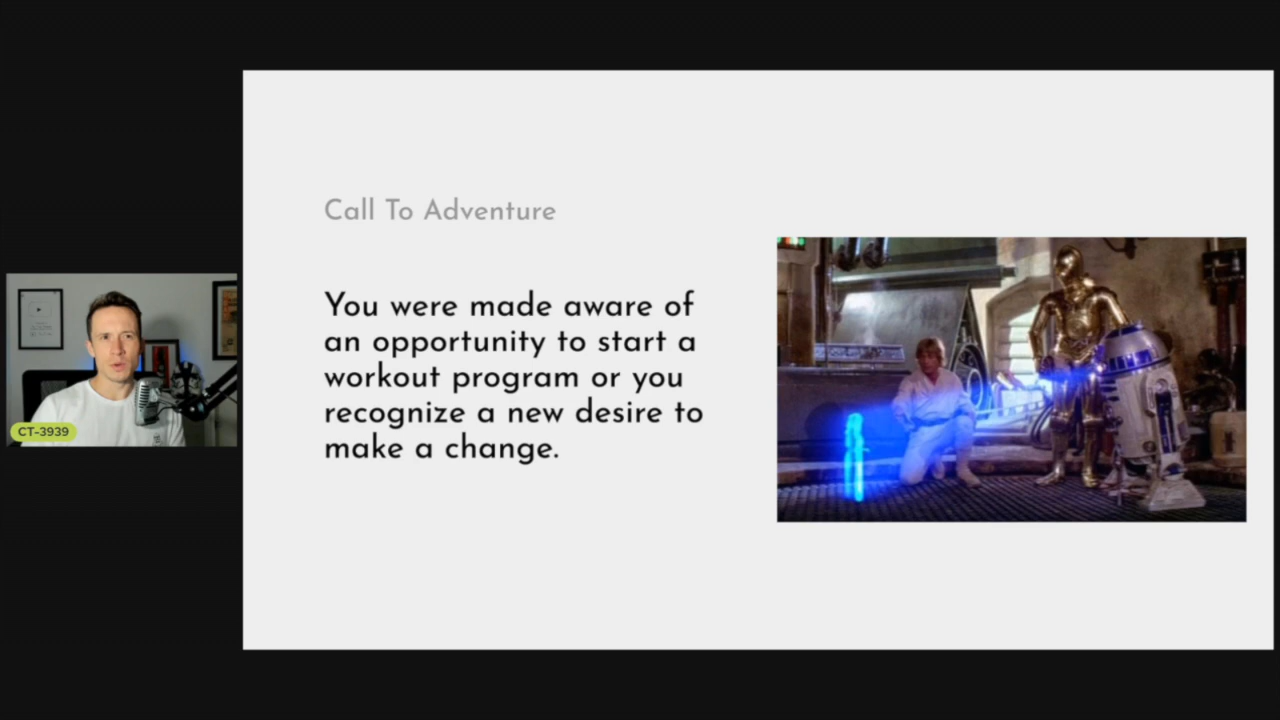 Call To Adventure
You were made aware of
an opportunity to start a
workout program or you
recognize a new desire to
make a change.
CT-3939